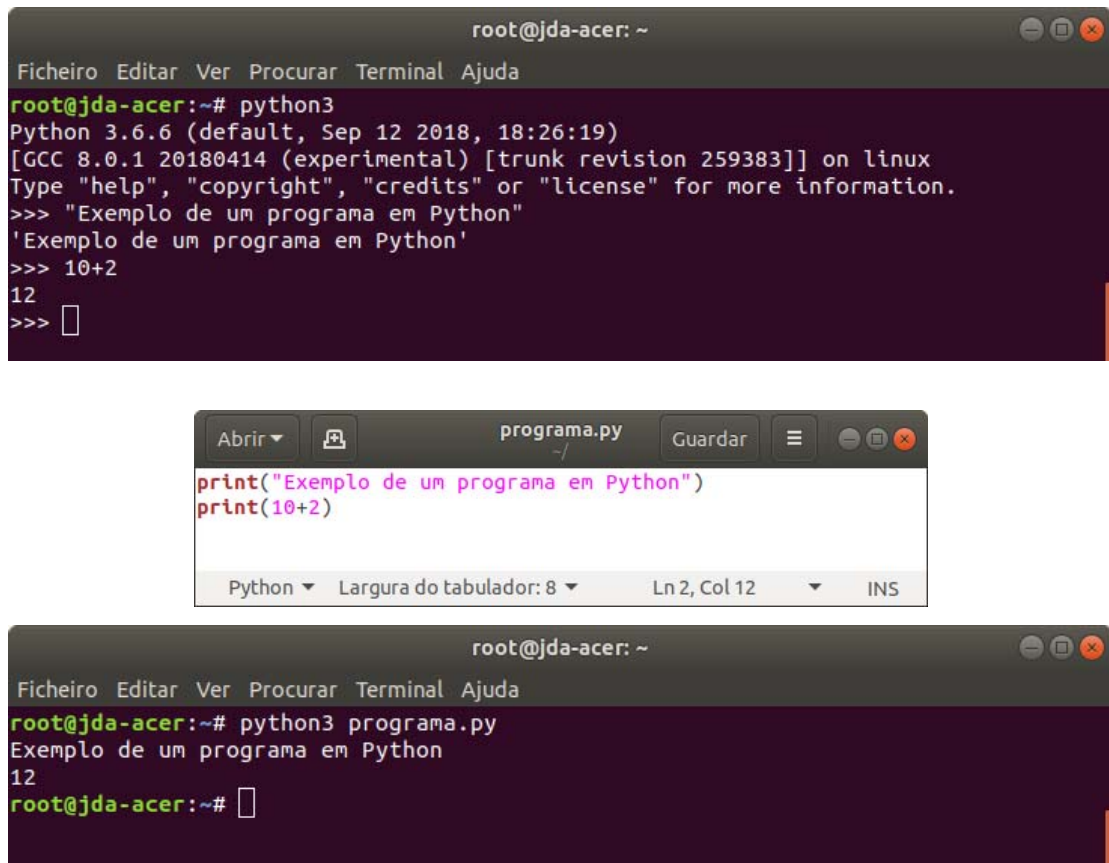 root@jda-acer: ~
Ficheiro Editar Ver Procurar Terminal Ajuda
root@jda-acer:~# python3
Python 3.6.6 (default, Sep 12 2018, 18:26:19)
[GCC 8.0.1 20180414 (experimental) [trunk revision 259383]] on linux
Type "help", "copyright", "credits" or "license" for more information.
>>> "Exemplo de um programa em Python"
'Exemplo de um programa em Python'
>>> 10+2
12
>>>
Abrir programa.py Guardar
~/
print("Exemplo de um programa em Python")
print(10+2)
Python Largura do tabulador: 8 Ln 2, Col 12 INS
root@jda-acer: ~
Ficheiro Editar Ver Procurar Terminal Ajuda
root@jda-acer:~# python3 programa.py
Exemplo de um programa em Python
12
root@jda-acer:~#